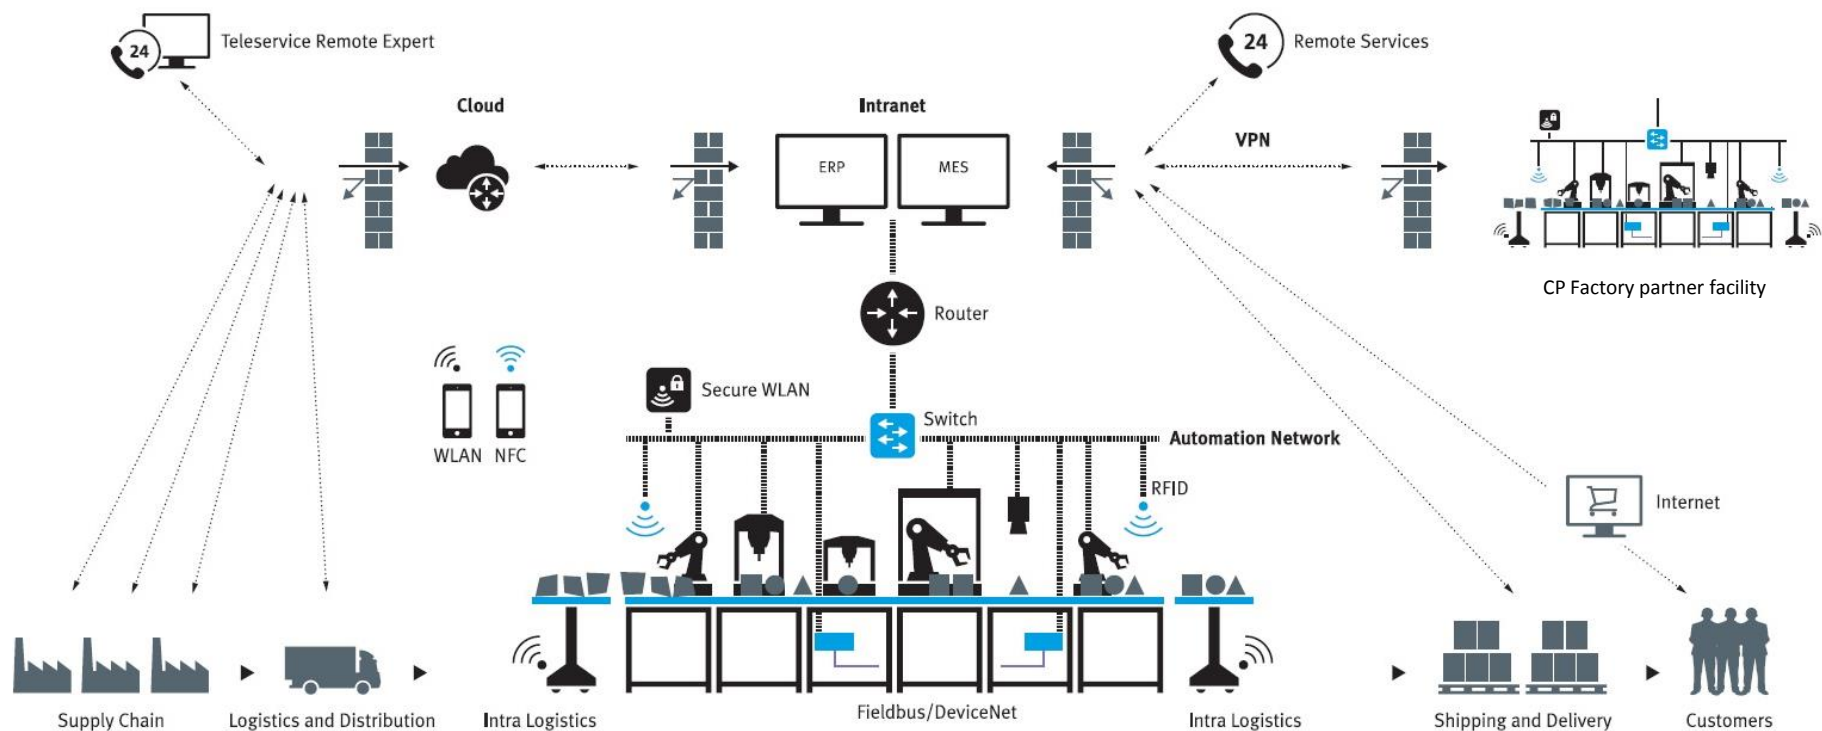 24
Teleservice Remote Expert
24
Remote Services
Cloud
Intranet
VPN
ERP
MES
CP Factory partner facility
Router
Secure WLAN
Switch
Automation Network
WLAN
NFC
RFID
Internet
Supply Chain
Logistics and Distribution
Intra Logistics
Fieldbus/DeviceNet
Intra Logistics
Shipping and Delivery
Customers